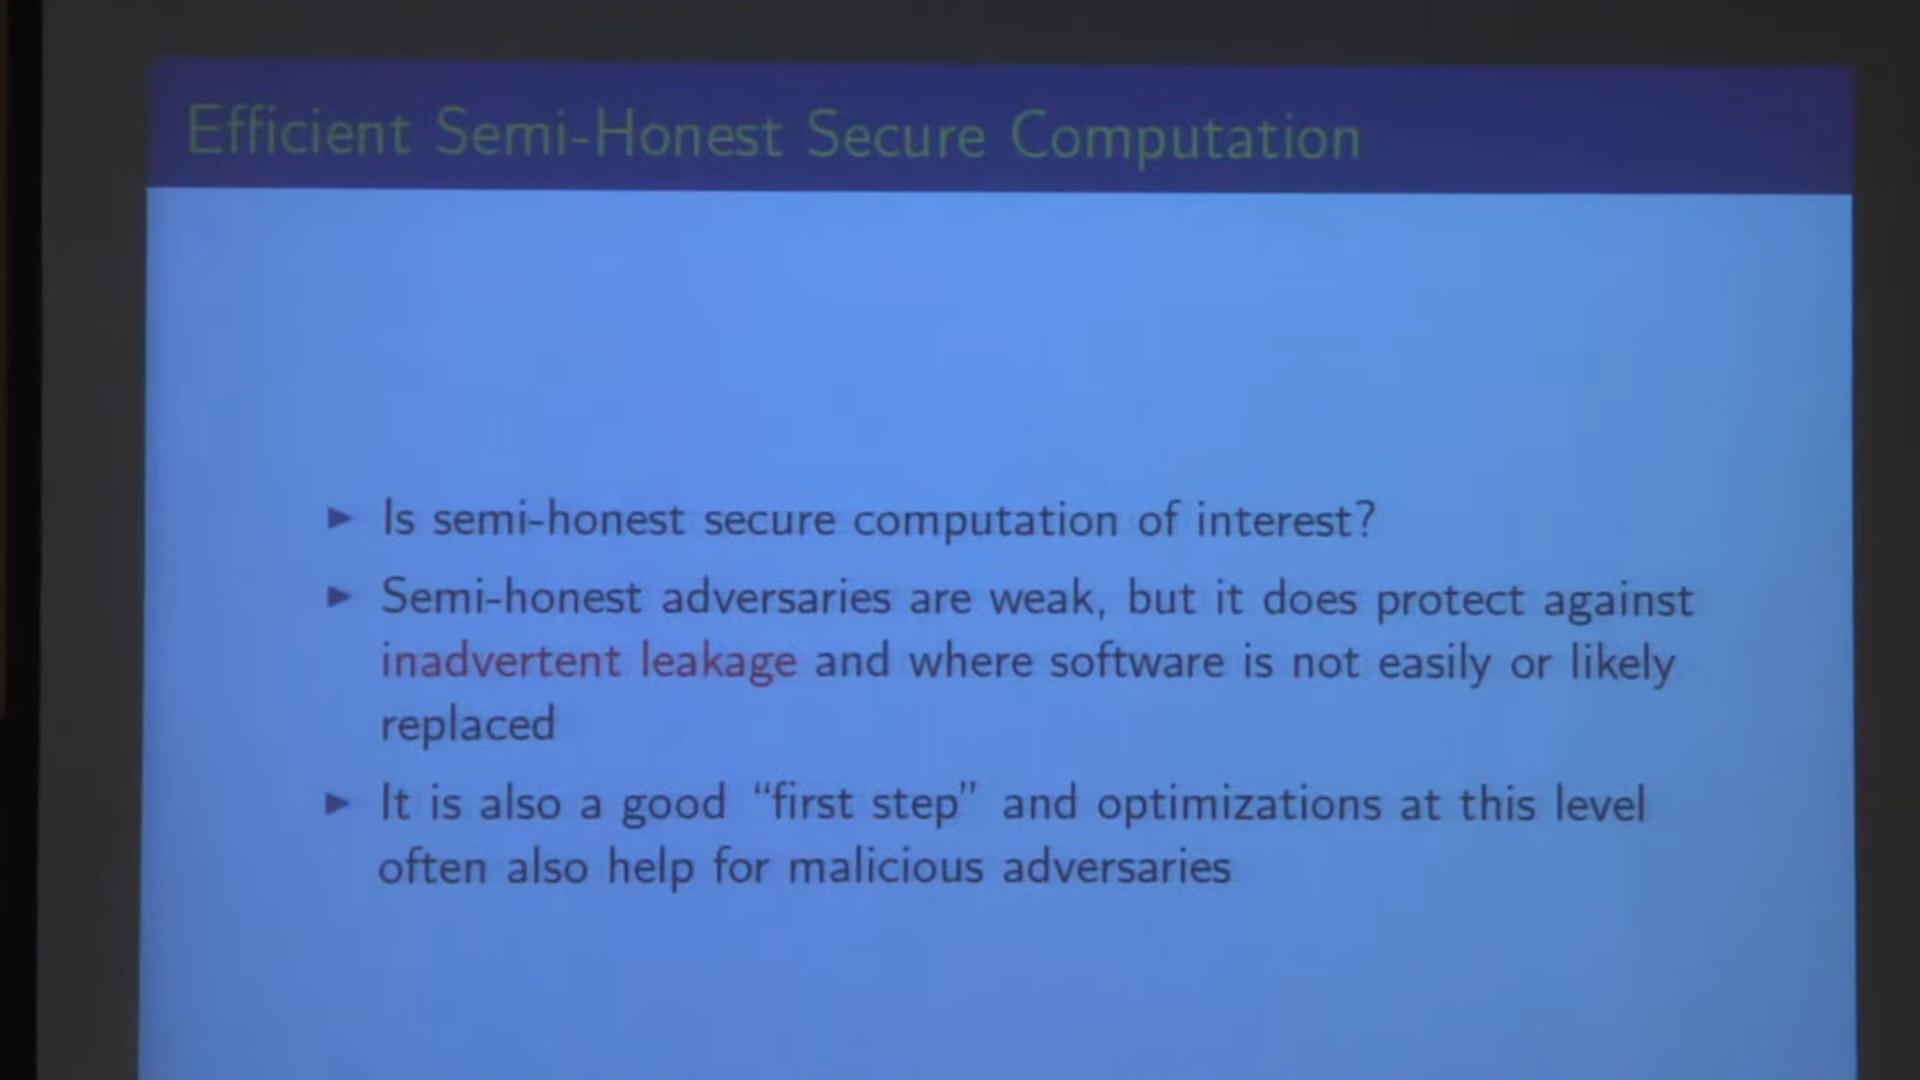 Efficient Semi-Honest Secure Computation
► Is semi-honest secure computation of interest?
► Semi-honest adversaries are weak, but it does protect against
inadvertent leakage and where software is not easily or likely
replaced
► It is also a good “first step” and optimizations at this level
often also help for malicious adversaries